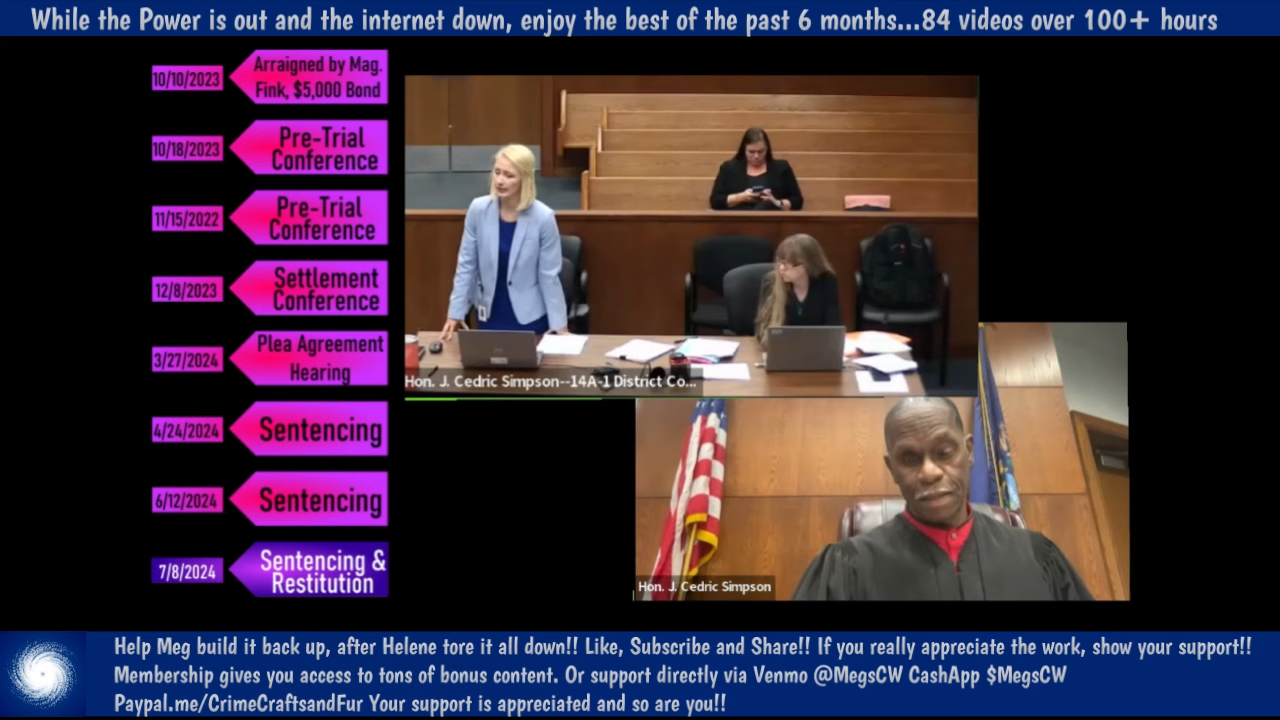 While the Power is out and the internet down, enjoy the best of the past 6 months...84 videos over 100+ hours
10/10/2023
Arraigned by Mag.
Fink, $5,000 Bond
10/18/2023
Pre-Trial
Conference
11/15/2022
Pre-Trial
Conference
12/8/2023
Settlement
Conference
3/27/2024
Plea Agreement
Hearing
4/24/2024
Sentencing
6/12/2024
Sentencing
7/8/2024
Sentencing &
Restitution
Hon. J. Cedric Simpson--14A-1 District Co...
Hon. J. Cedric Simpson
Help Meg build it back up, after Helene tore it all down!! Like, Subscribe and Share!! If you really appreciate the work, show your support!!
Membership gives you access to tons of bonus content. Or support directly via Venmo @MegsCW CashApp $MegsCW
Paypal.me/CrimeCraftsandFur Your support is appreciated and so are you!!